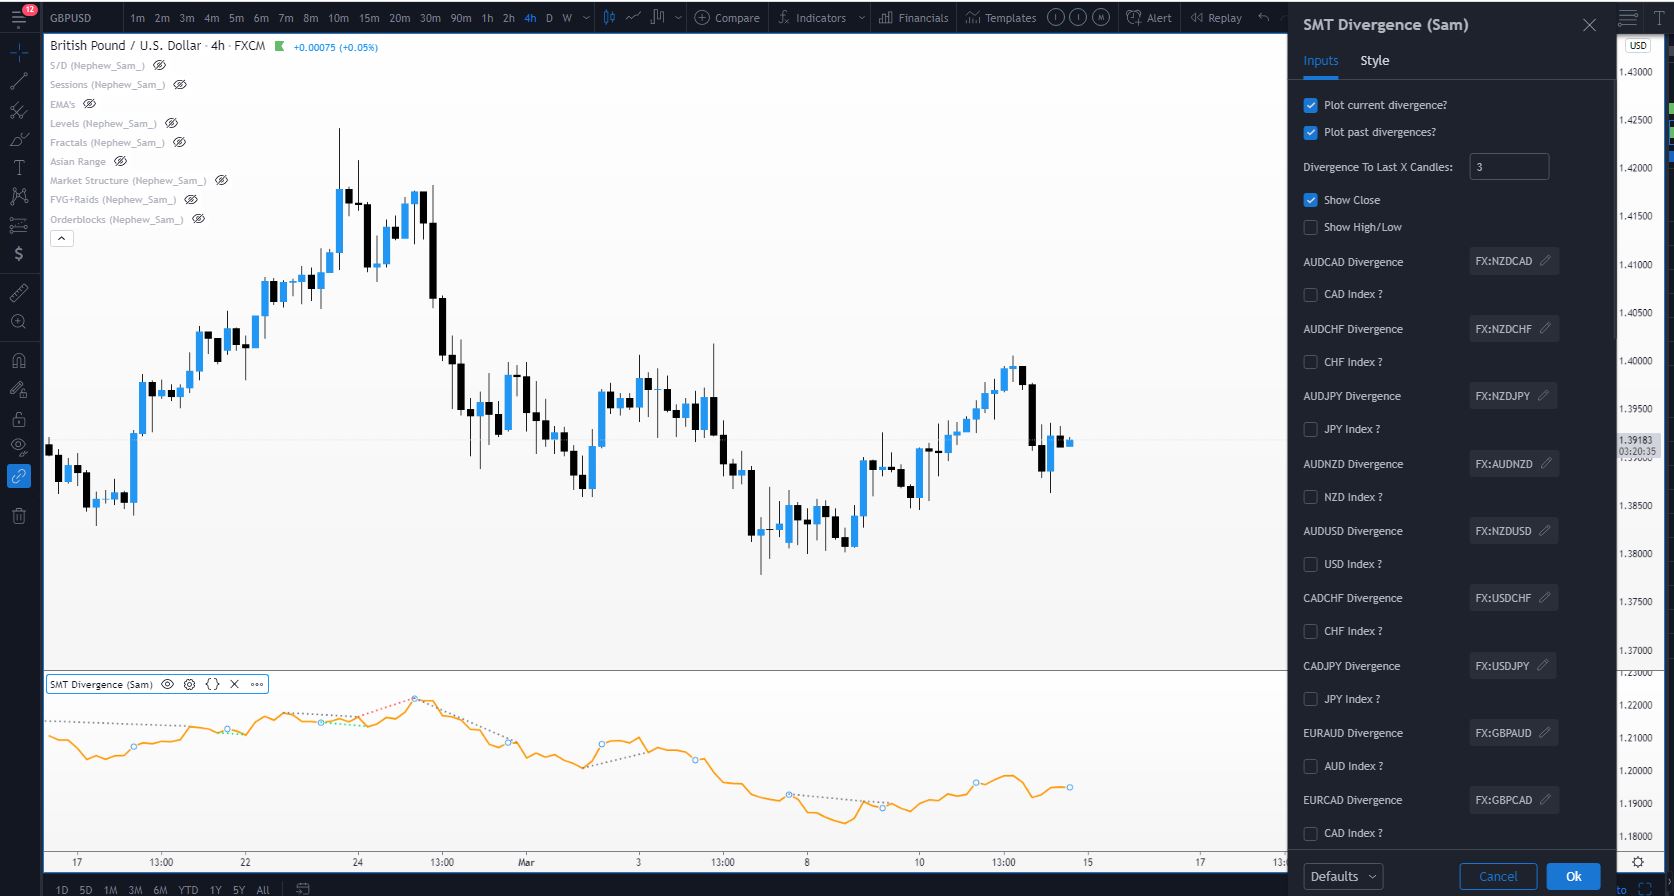 12
GBPUSD 1m 2m 3m 4m 5m 6m 7m 8m 10m 15m 20m 30m 90m 1h 2h 4h D W Compare Indicators Financials Templates I I M Alert Replay
British Pound / U.S. Dollar · 4h · FXCM +0.00075 (+0.05%)
S/D (Nephew_Sam_)
Sessions (Nephew_Sam_)
EMA's
Levels (Nephew_Sam_)
Fractals (Nephew_Sam_)
Asian Range
Market Structure (Nephew_Sam_)
FVG+Raids (Nephew_Sam_)
Orderblocks (Nephew_Sam_)
SMT Divergence (Sam)
17 13:00 22 24 13:00 Mar 3 13:00 8 10 13:00 15 17
1D 5D 1M 3M 6M YTD 1Y 5Y All
SMT Divergence (Sam)
Inputs Style
Plot current divergence?
Plot past divergences?
Divergence To Last X Candles: 3
Show Close
Show High/Low
AUDCAD Divergence FX:NZDCAD
CAD Index ?
AUDCHF Divergence FX:NZDCHF
CHF Index ?
AUDJPY Divergence FX:NZDJPY
JPY Index ?
AUDNZD Divergence FX:AUDNZD
NZD Index ?
AUDUSD Divergence FX:NZDUSD
USD Index ?
CADCHF Divergence FX:USDCHF
CHF Index ?
CADJPY Divergence FX:USDJPY
JPY Index ?
EURAUD Divergence FX:GBPAUD
AUD Index ?
EURCAD Divergence FX:GBPCAD
CAD Index ?
Defaults Cancel Ok
USD
1.43000
1.42500
1.42000
1.41500
1.41000
1.40500
1.40000
1.39500
1.39183
03:20:35
1.38500
1.38000
1.37500
1.37000
1.23000
1.22000
1.21000
1.20000
1.19000
1.18000